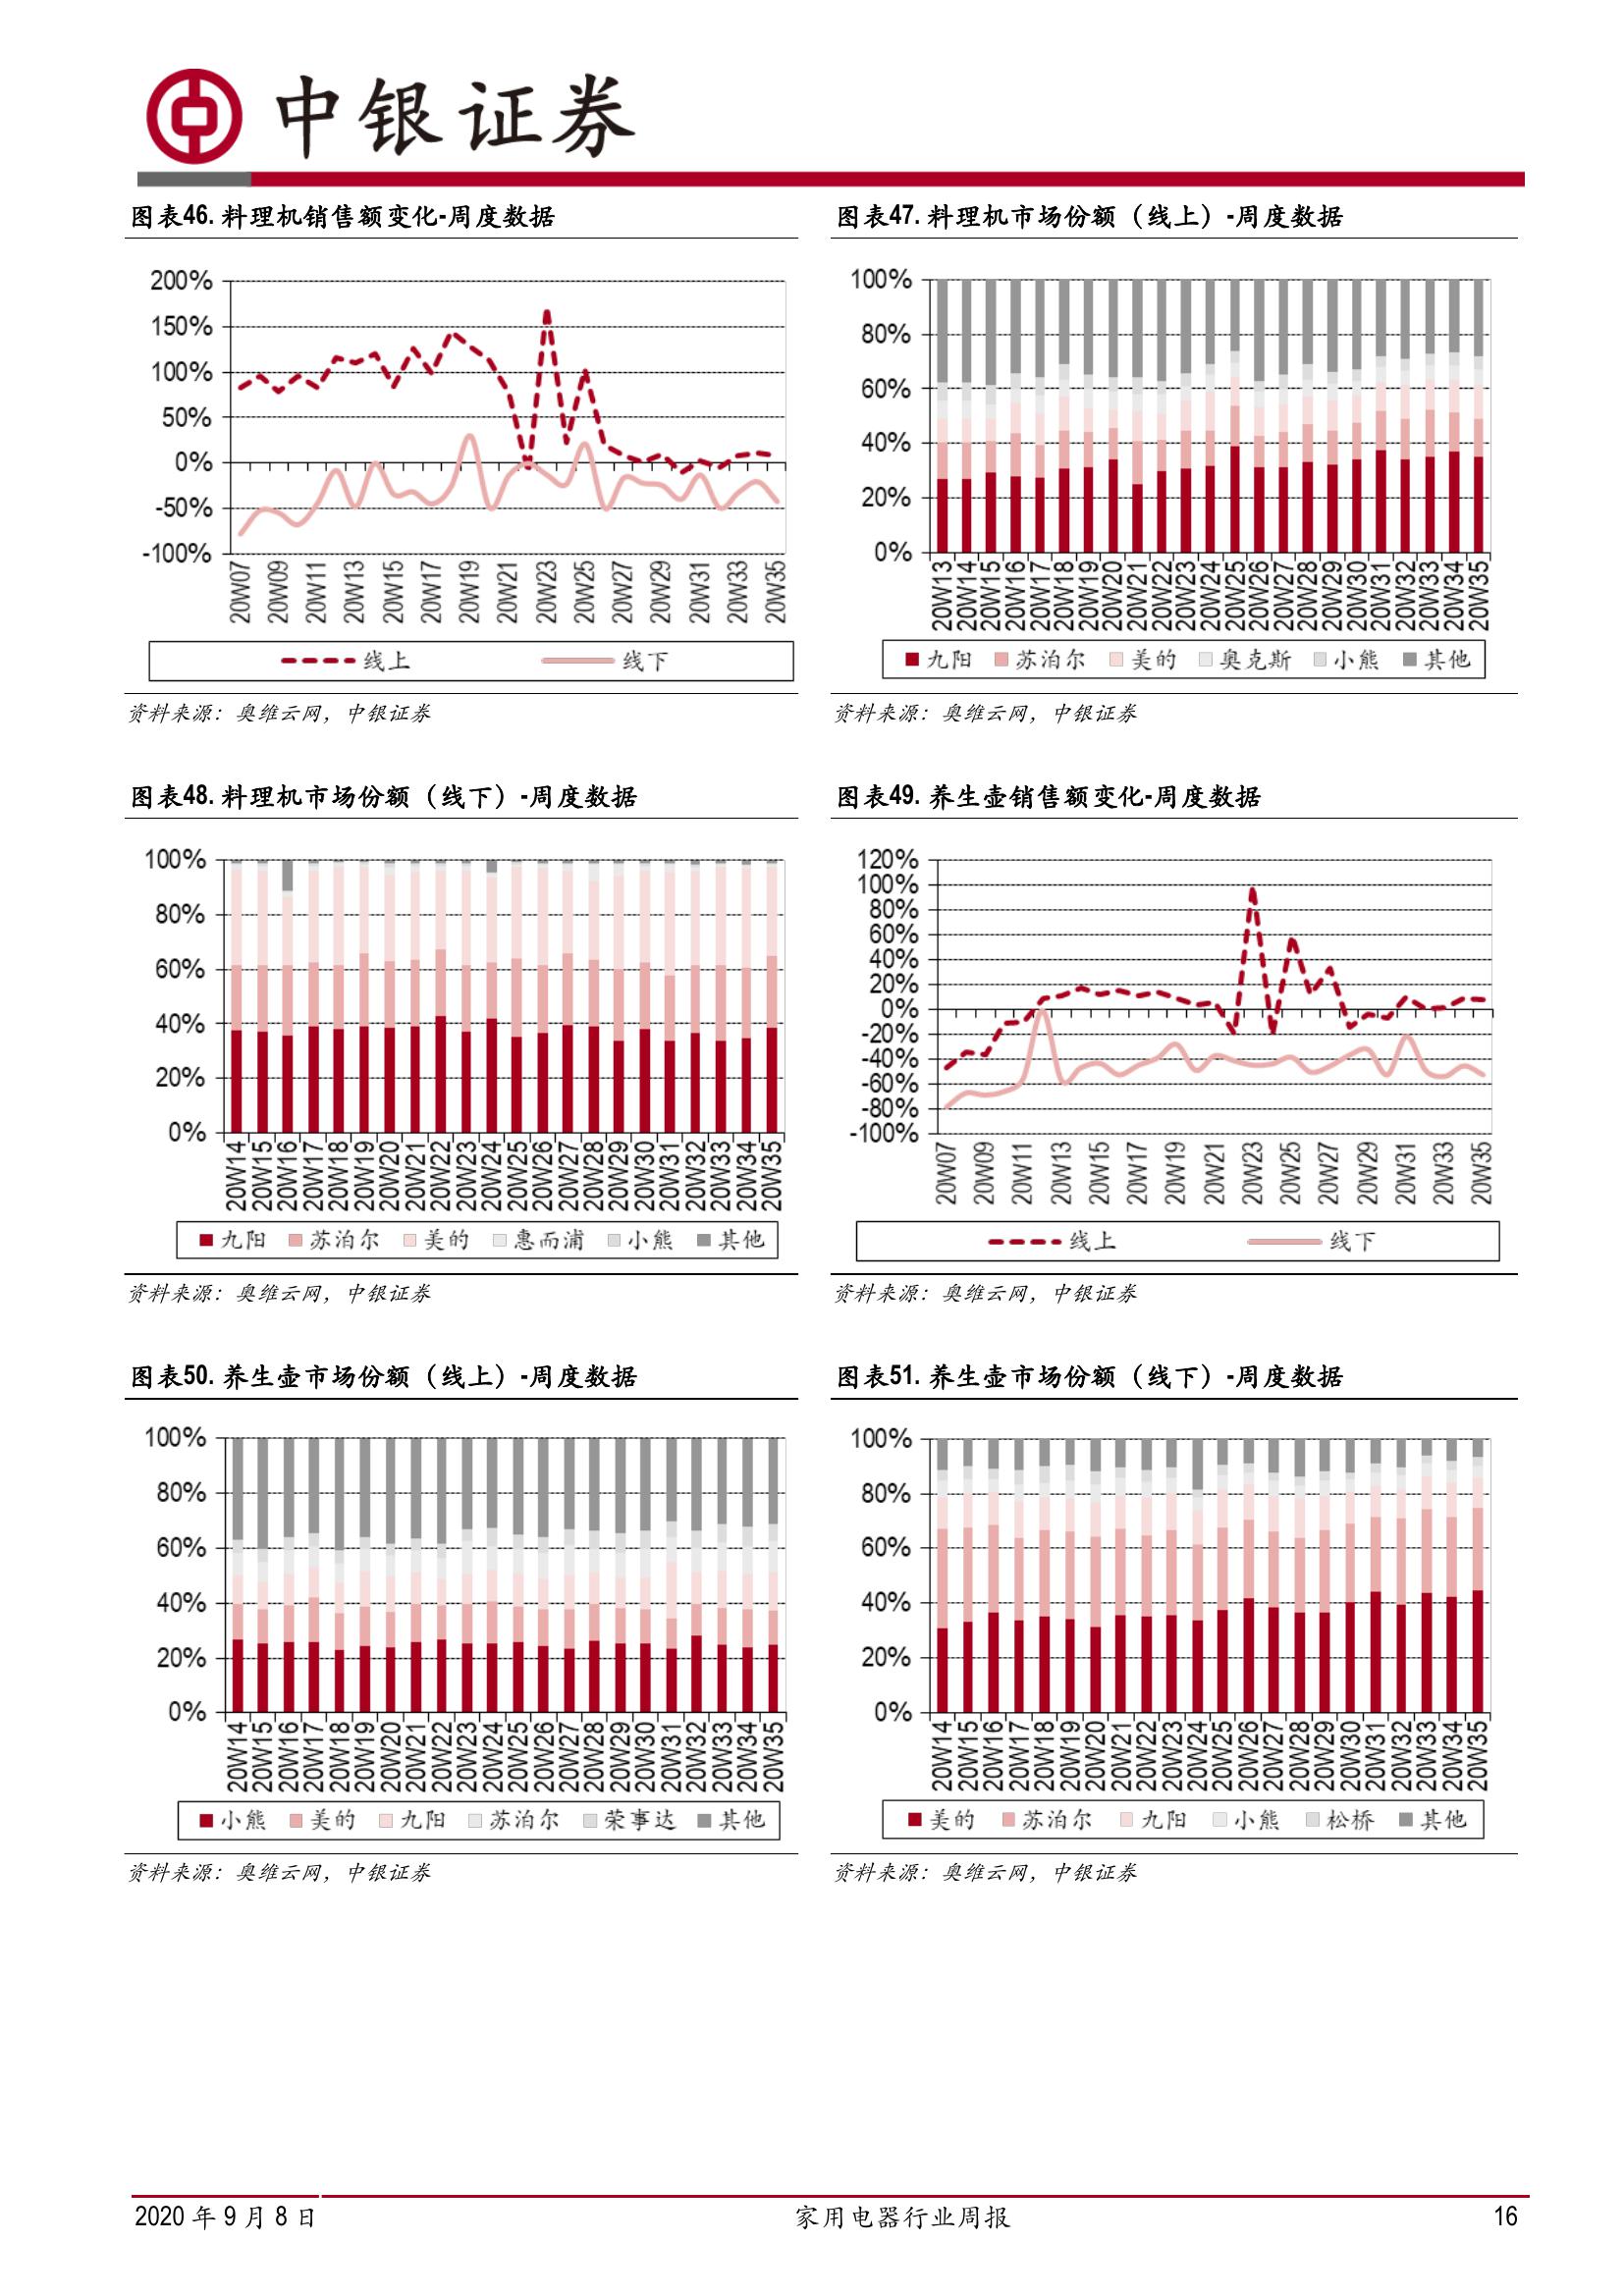 中银证券
图表46. 料理机销售额变化-周度数据
200%
150%
100%
50%
0%
-50%
-100%
20W07 20W09 20W11 20W13 20W15 20W17 20W19 20W21 20W23 20W25 20W27 20W29 20W31 20W33 20W35
线上 线下
资料来源：奥维云网，中银证券
图表47. 料理机市场份额（线上）-周度数据
100%
80%
60%
40%
20%
0%
20W13 20W14 20W15 20W16 20W17 20W18 20W19 20W20 20W21 20W22 20W23 20W24 20W25 20W26 20W27 20W28 20W29 20W30 20W31 20W32 20W33 20W34 20W35
九阳 苏泊尔 美的 奥克斯 小熊 其他
资料来源：奥维云网，中银证券
图表48. 料理机市场份额（线下）-周度数据
100%
80%
60%
40%
20%
0%
20W14 20W15 20W16 20W17 20W18 20W19 20W20 20W21 20W22 20W23 20W24 20W25 20W26 20W27 20W28 20W29 20W30 20W31 20W32 20W33 20W34 20W35
九阳 苏泊尔 美的 惠而浦 小熊 其他
资料来源：奥维云网，中银证券
图表49. 养生壶销售额变化-周度数据
120%
100%
80%
60%
40%
20%
0%
-20%
-40%
-60%
-80%
-100%
20W07 20W09 20W11 20W13 20W15 20W17 20W19 20W21 20W23 20W25 20W27 20W29 20W31 20W33 20W35
线上 线下
资料来源：奥维云网，中银证券
图表50. 养生壶市场份额（线上）-周度数据
100%
80%
60%
40%
20%
0%
20W14 20W15 20W16 20W17 20W18 20W19 20W20 20W21 20W22 20W23 20W24 20W25 20W26 20W27 20W28 20W29 20W30 20W31 20W32 20W33 20W34 20W35
小熊 美的 九阳 苏泊尔 荣事达 其他
资料来源：奥维云网，中银证券
图表51. 养生壶市场份额（线下）-周度数据
100%
80%
60%
40%
20%
0%
20W14 20W15 20W16 20W17 20W18 20W19 20W20 20W21 20W22 20W23 20W24 20W25 20W26 20W27 20W28 20W29 20W30 20W31 20W32 20W33 20W34 20W35
美的 苏泊尔 九阳 小熊 松桥 其他
资料来源：奥维云网，中银证券
2020 年 9 月 8 日 家用电器行业周报 16